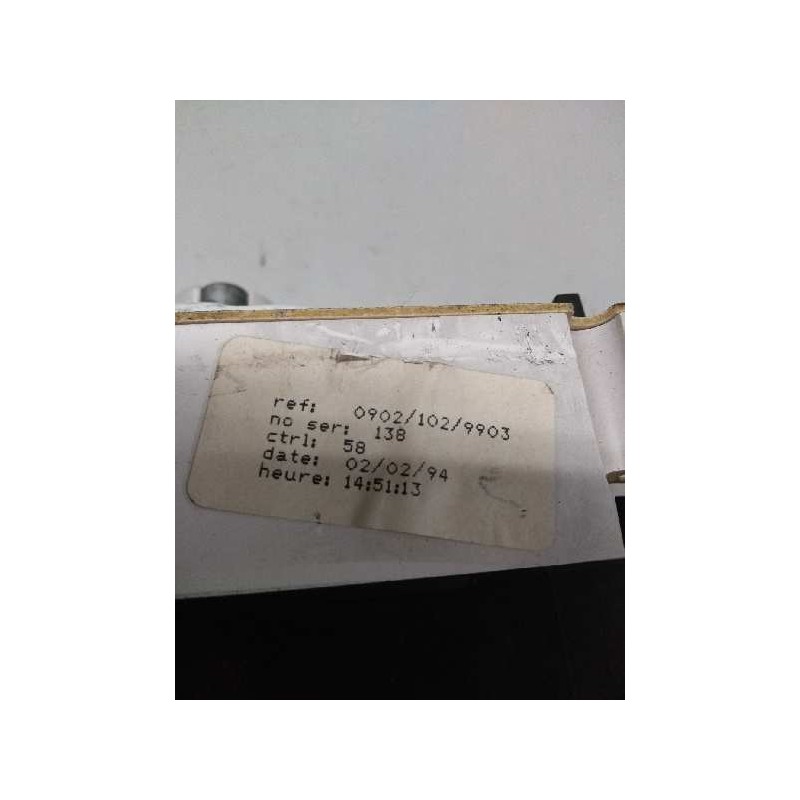 ref: 0902/102/9903
no ser: 138
ctrl: 58
date: 02/02/94
heure: 14:51:13